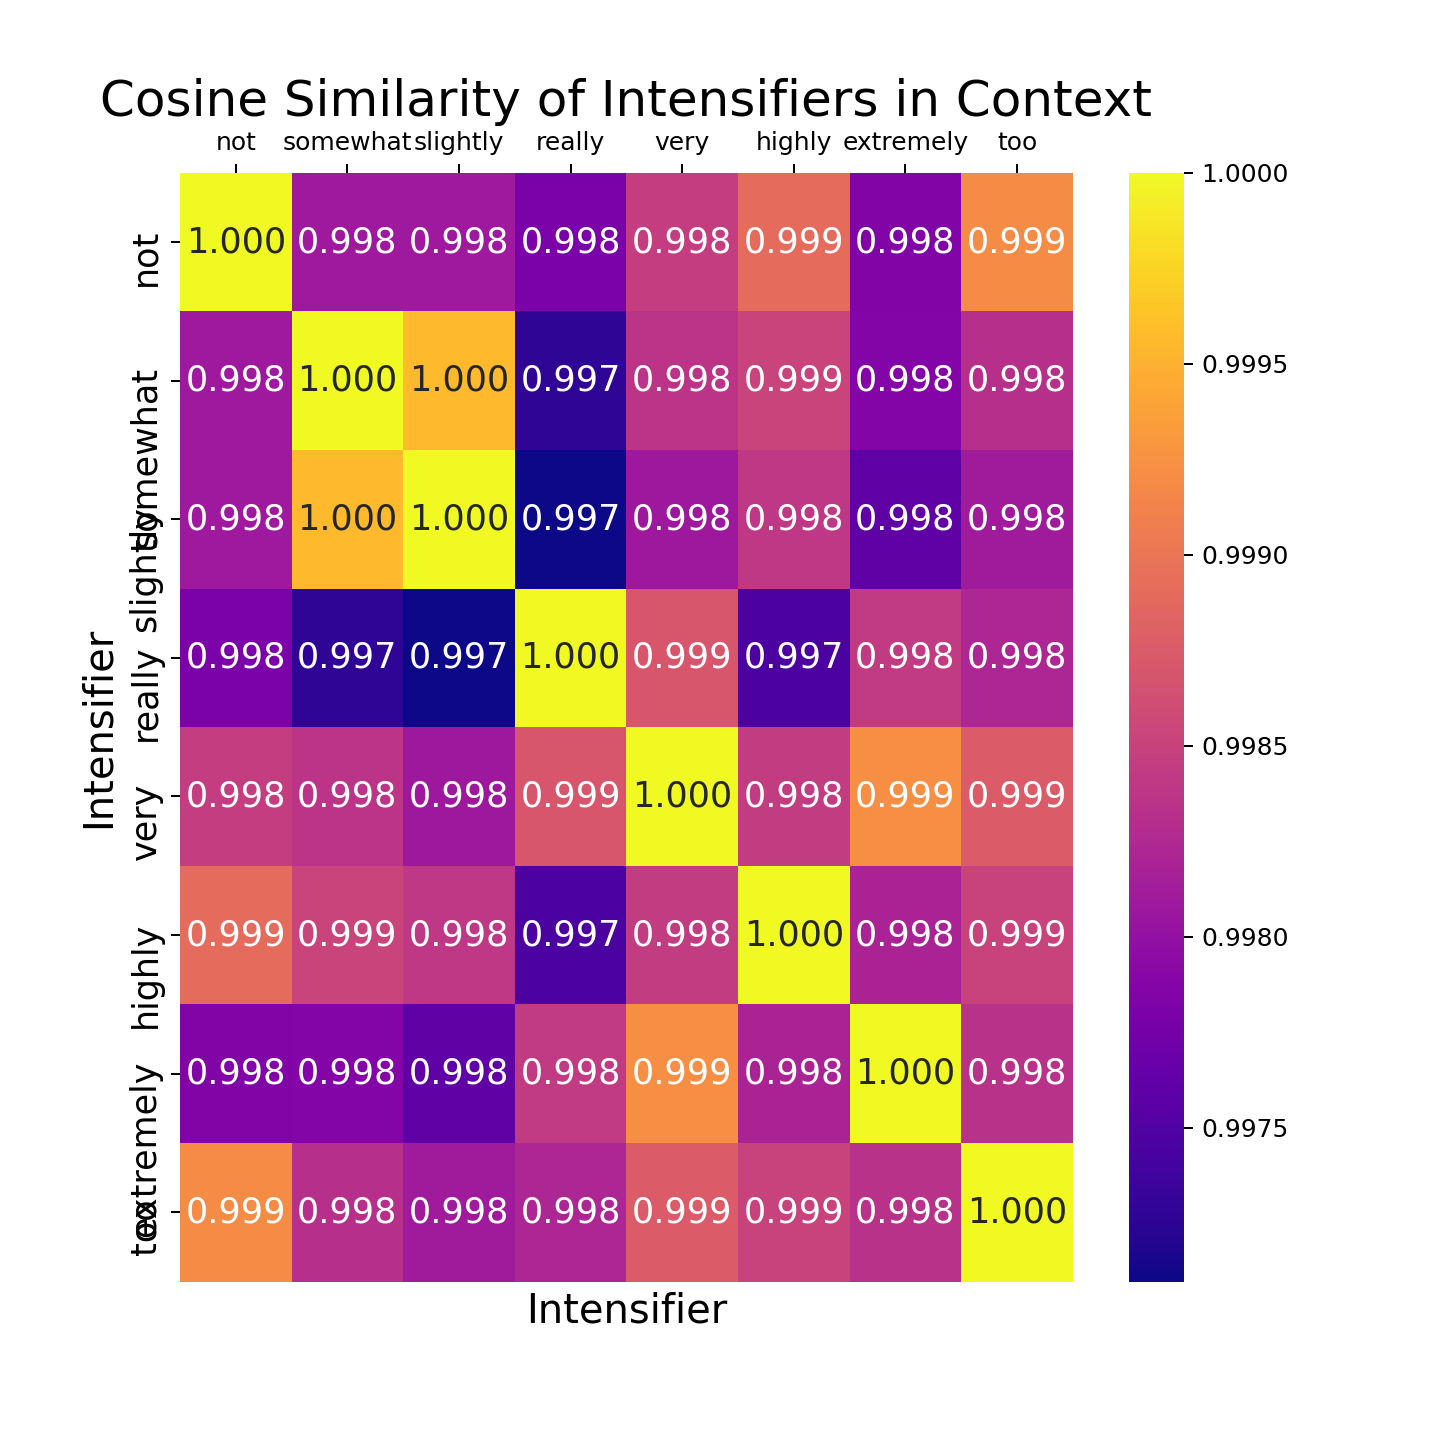 Cosine Similarity of Intensifiers in Context
not somewhat slightly really very highly extremely too
not 1.000 0.998 0.998 0.998 0.998 0.999 0.998 0.999
somewhat 0.998 1.000 1.000 0.997 0.998 0.999 0.998 0.998
slightly 0.998 1.000 1.000 0.997 0.998 0.998 0.998 0.998
really 0.998 0.997 0.997 1.000 0.999 0.997 0.998 0.998
very 0.998 0.998 0.998 0.999 1.000 0.998 0.999 0.999
highly 0.999 0.999 0.998 0.997 0.998 1.000 0.998 0.999
extremely 0.998 0.998 0.998 0.998 0.999 0.998 1.000 0.998
too 0.999 0.998 0.998 0.998 0.999 0.999 0.998 1.000
Intensifier
Intensifier
1.0000
0.9995
0.9990
0.9985
0.9980
0.9975